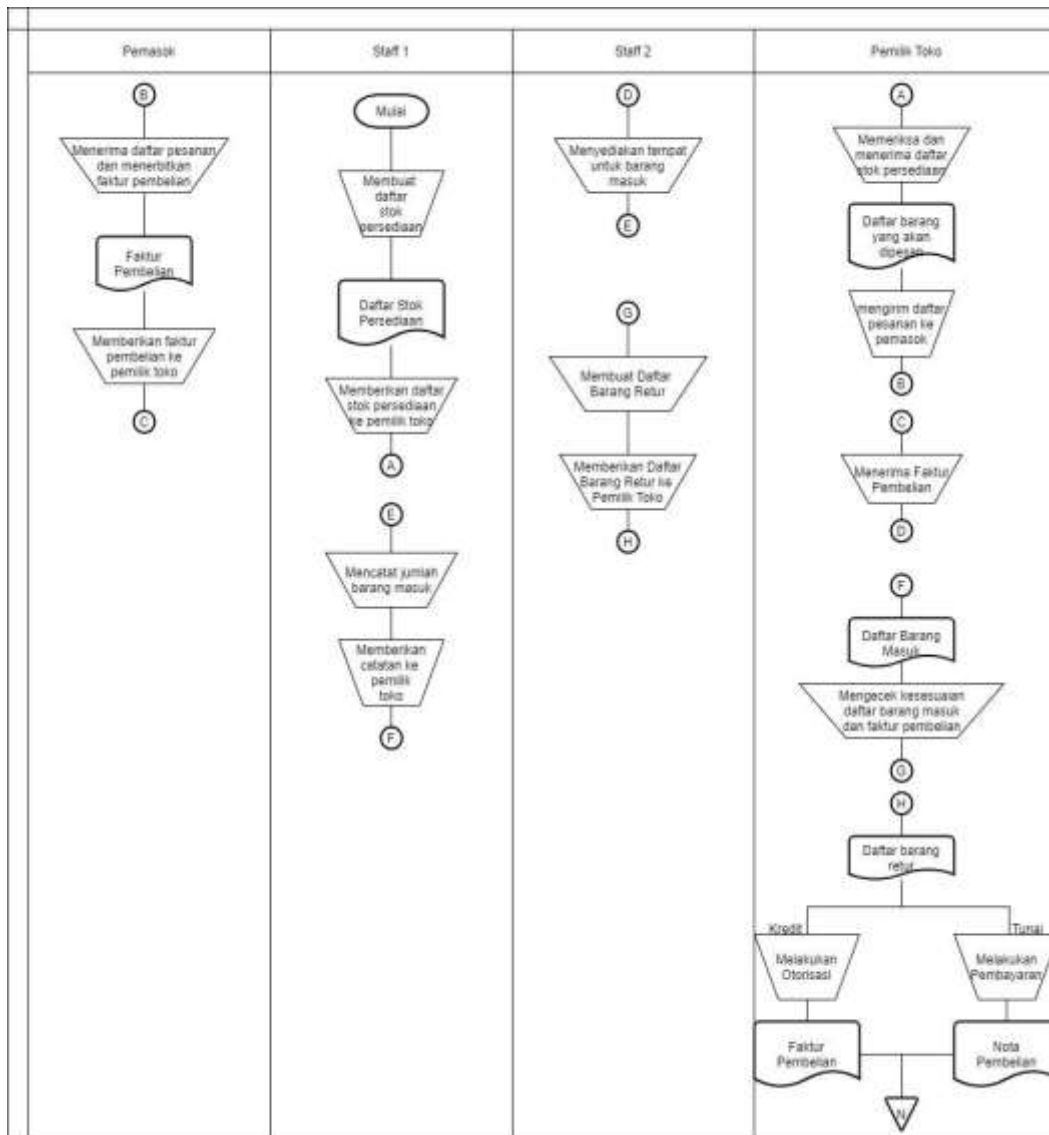 Pemasok
Staff 1
Staff 2
Pemilik Toko
B
Menerima daftar pesanan
dan menerbitkan
faktur pembelian
Faktur
Pembelian
Memberikan faktur
pembelian ke
pemilik toko
C
Mulai
Membuat
daftar
stok
persediaan
Daftar Stok
Persediaan
Memberikan daftar
stok persediaan
ke pemilik toko
A
E
Mencatat jumlah
barang masuk
Memberikan
catatan ke
pemilik
toko
F
D
Menyediakan tempat
untuk barang
masuk
E
G
Membuat Daftar
Barang Retur
Memberikan Daftar
Barang Retur ke
Pemilik Toko
H
A
Memeriksa dan
menerima daftar
stok persediaan
Daftar barang
yang akan
dipesan
mengirim daftar
pesanan ke
pemasok
B
C
Menerima Faktur
Pembelian
D
F
Daftar Barang
Masuk
Mengecek kesesuaian
daftar barang masuk
dan faktur pembelian
G
H
Daftar barang
retur
Kredit
Tunai
Melakukan
Otorisasi
Melakukan
Pembayaran
Faktur
Pembelian
Nota
Pembelian
N